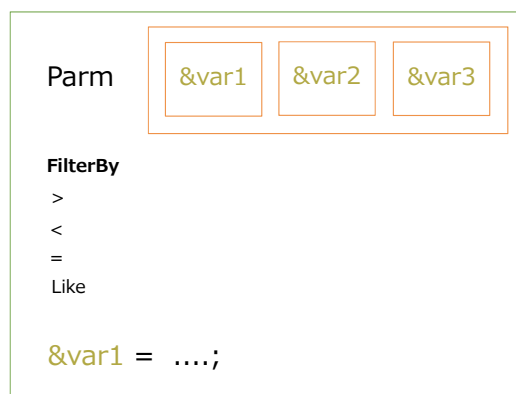 Parm &var1 &var2 &var3
FilterBy
>
<
=
Like
&var1 = ....;